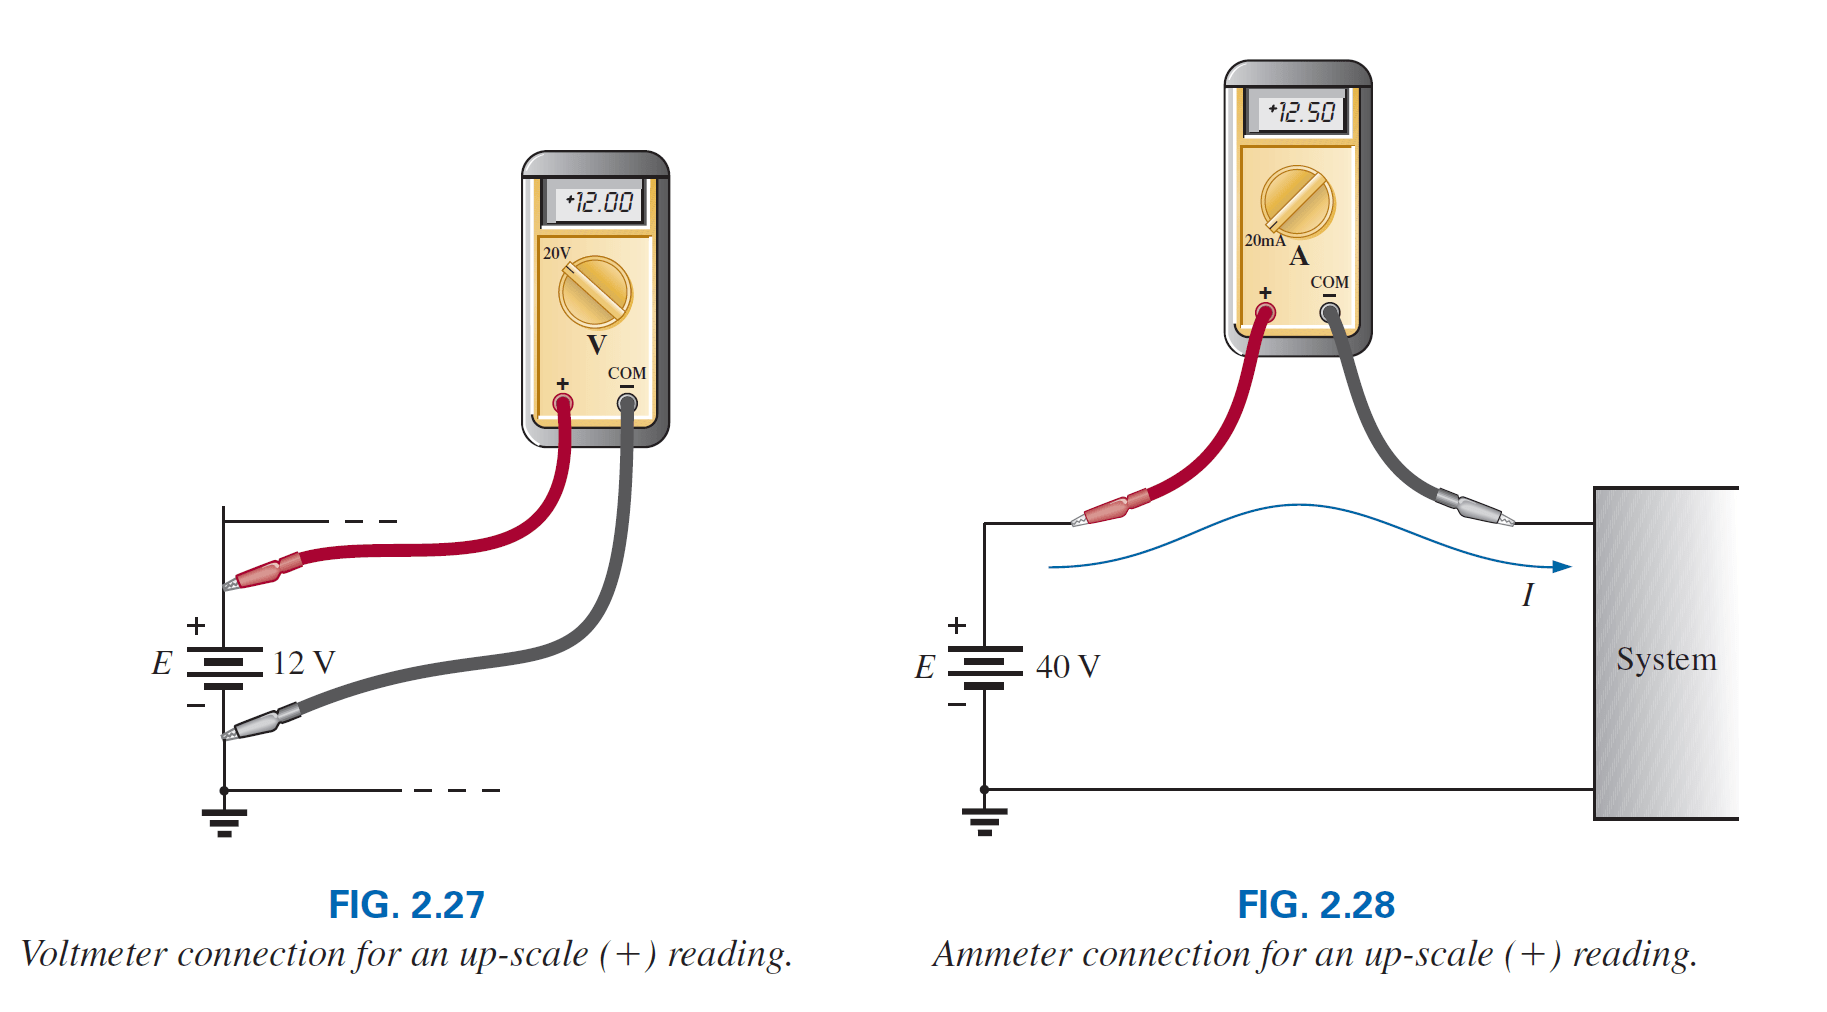 +12.00
20V
V
+
COM
−
+
E
12 V
−
FIG. 2.27
Voltmeter connection for an up-scale (+) reading.
+12.50
20mA
A
+
COM
−
I
+
E
40 V
−
System
FIG. 2.28
Ammeter connection for an up-scale (+) reading.